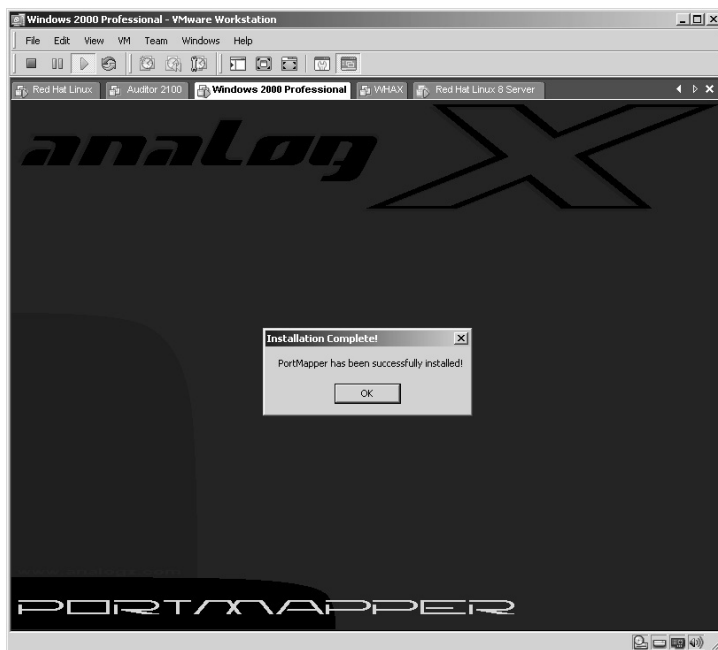 Windows 2000 Professional - VMware Workstation
File Edit View VM Team Windows Help
Red Hat Linux Auditor 2100 Windows 2000 Professional WHAX Red Hat Linux 8 Server
analog X
Installation Complete!
PortMapper has been successfully installed!
OK
PORTMAPPER